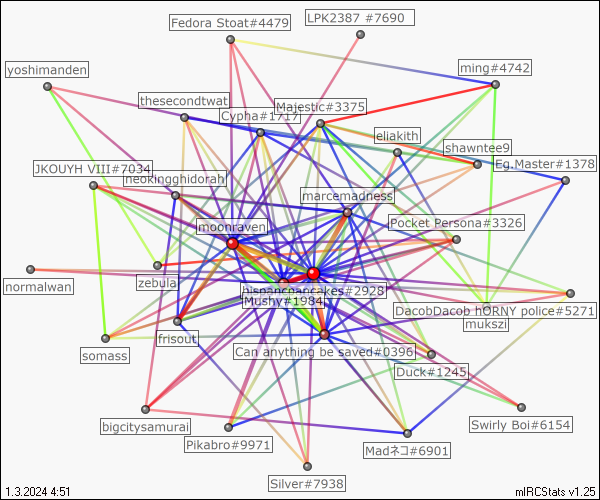 LPK2387 #7690
Fedora Stoat#4479
ming#4742
yoshimanden
thesecondtwat
Majestic#3375
Cypha#1717
eliakith
shawntee9
Eg.Master#1378
JKOUYH VIII#7034
neokingghidorah
marcemadness
Pocket Persona#3326
moonraven
zebula
normalwan
hispanicpancakes#2928
Mushy#1984
DacobDacob hORNY police#5271
mukszi
frisout
somass
Can anything be saved#0396
Duck#1245
bigcitysamurai
Swirly Boi#6154
Pikabro#9971
Madネコ#6901
Silver#7938
1.3.2024 4:51
mIRCStats v1.25